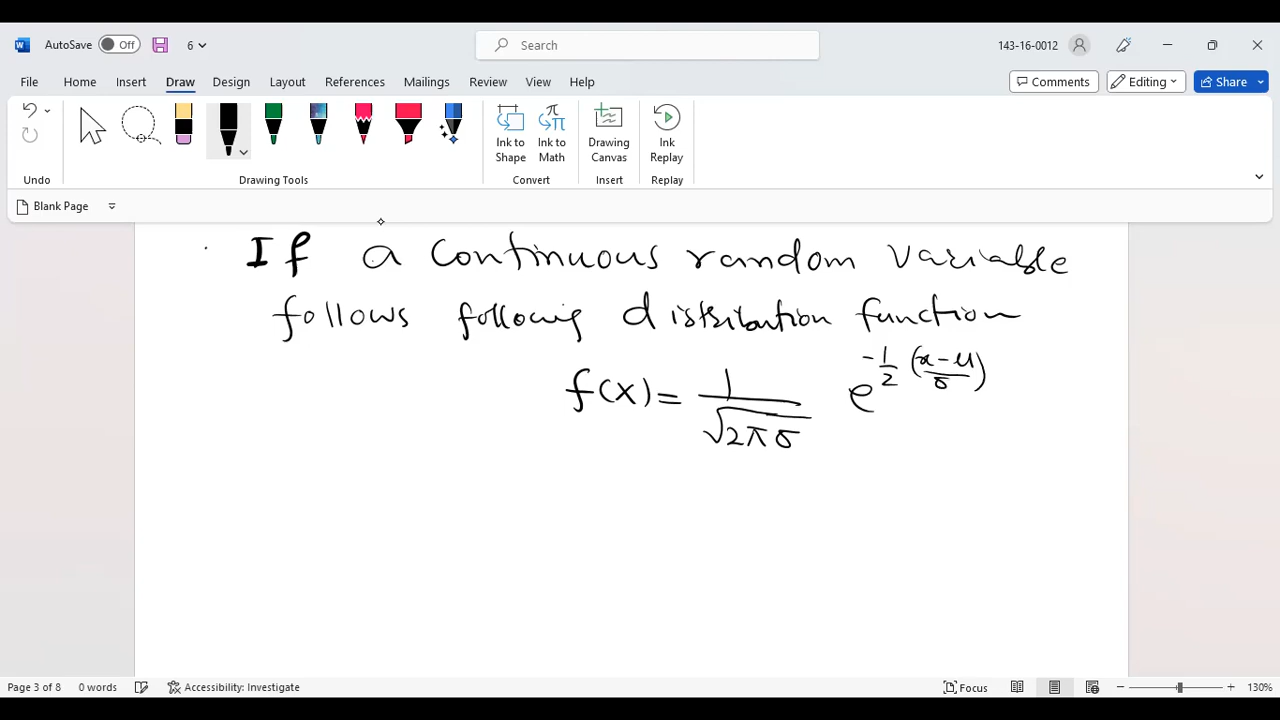 AutoSave Off 6 Search 143-16-0012
File Home Insert Draw Design Layout References Mailings Review View Help Comments Editing Share
Undo Drawing Tools Ink to Shape Ink to Math Convert Drawing Canvas Insert Ink Replay Replay
Blank Page
If a continuous random variable
follows following distribution function
f(x) = 1/√2πσ e^{-1/2 (x-μ/σ)}
Page 3 of 8 0 words Accessibility: Investigate Focus 130%